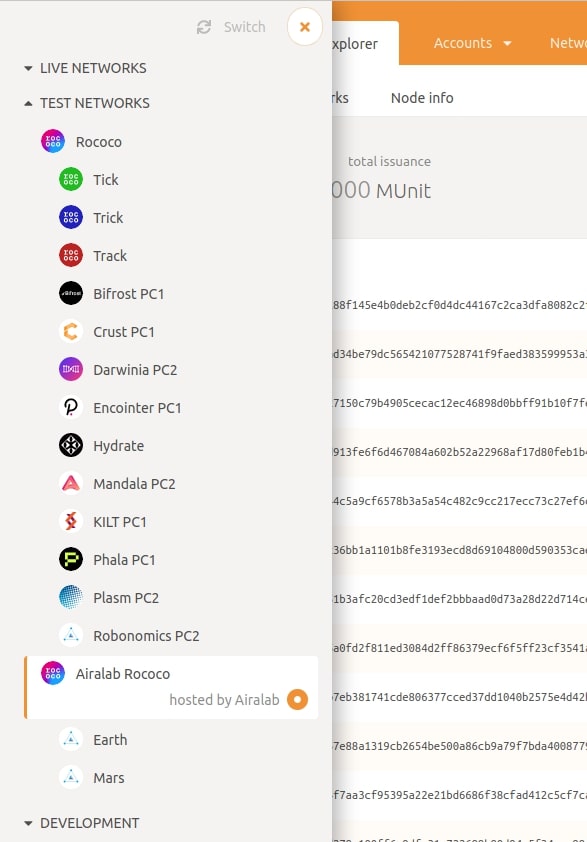 Switch
LIVE NETWORKS
TEST NETWORKS
Rococo
Tick
Trick
Track
Bifrost PC1
Crust PC1
Darwinia PC2
Encointer PC1
Hydrate
Mandala PC2
KILT PC1
Phala PC1
Plasm PC2
Robonomics PC2
Airalab Rococo
hosted by Airalab
Earth
Mars
DEVELOPMENT
xplorer
Accounts
Netwo
rks
Node info
total issuance
000 MUnit
88f145e4b0deb2cf0d4dc44167c2ca3dfa8082c2
d34be79dc565421077528741f9faed383599953a
7150c79b4905cecac12ec46898d0bbff91b10f7f
913fe6f6d467084a602b52a22968af17d80feb1b
4c5a9cf6578b3a5a54c482c9cc217ecc73c27ef6
36bb1a1101b8fe3193ecd8d69104800d590353ca
1b3afc20cd3edf1def2bbbaad0d73a28d22d714c
a0fd2f811ed3084d2ff86379ecf6f5ff23cf3541
7eb381741cde806377cced37dd1040b2575e4d42
7e88a1319cb2654be500a86cb9a79f7bda400877
f7aa3cf95395a22e21bd6686f38cfad412c5cf7c